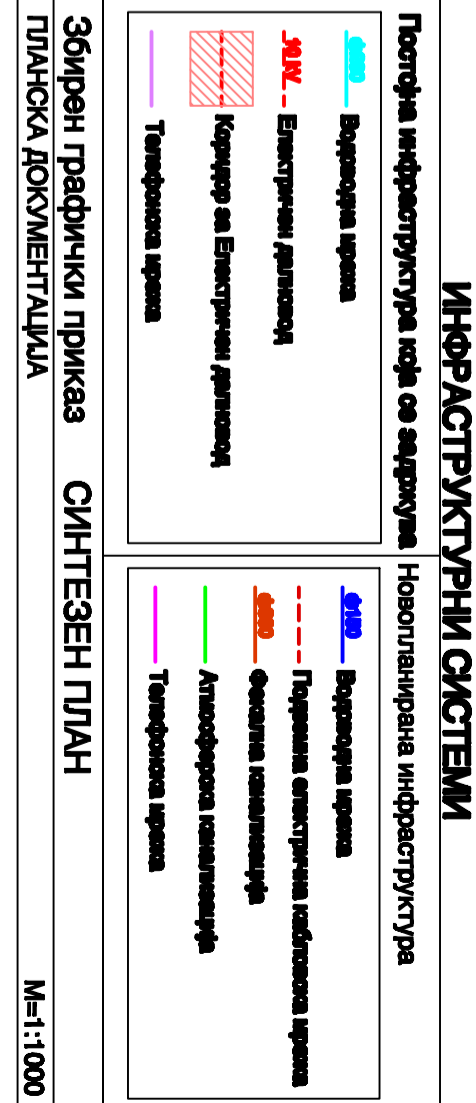 ИНФРАСТРУКТУРНИ СИСТЕМИ
Постојна инфраструктура која се задржува
Водоводна мрежа
10 KV Електричен далновод
Коридор за Електричен далновод
Телефонска мрежа
Новопланирана инфраструктура
Водоводна мрежа
Подземна електрична кабловска мрежа
Фекална канализација
Атмосферска канализација
Телефонска мрежа
Збирен графички приказ СИНТЕЗЕН ПЛАН
ПЛАНСКА ДОКУМЕНТАЦИЈА М=1:1000